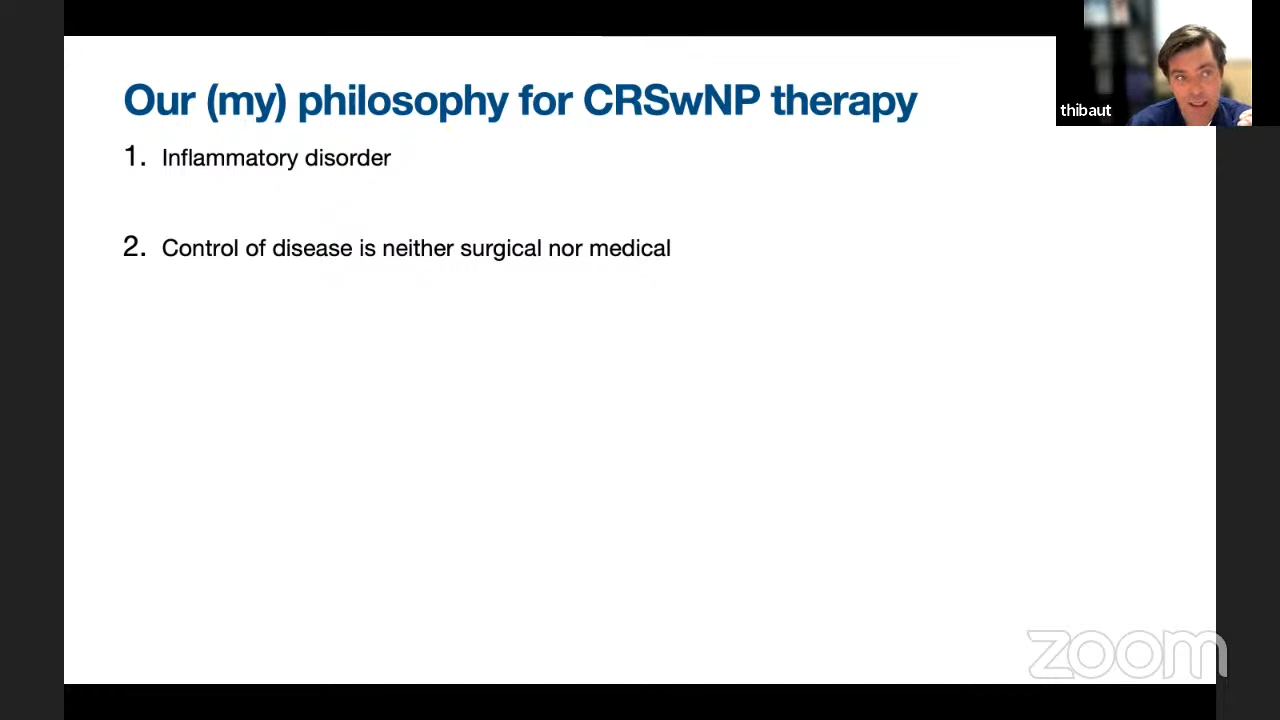 Our (my) philosophy for CRSwNP therapy
thibaut
1. Inflammatory disorder
2. Control of disease is neither surgical nor medical
zoom